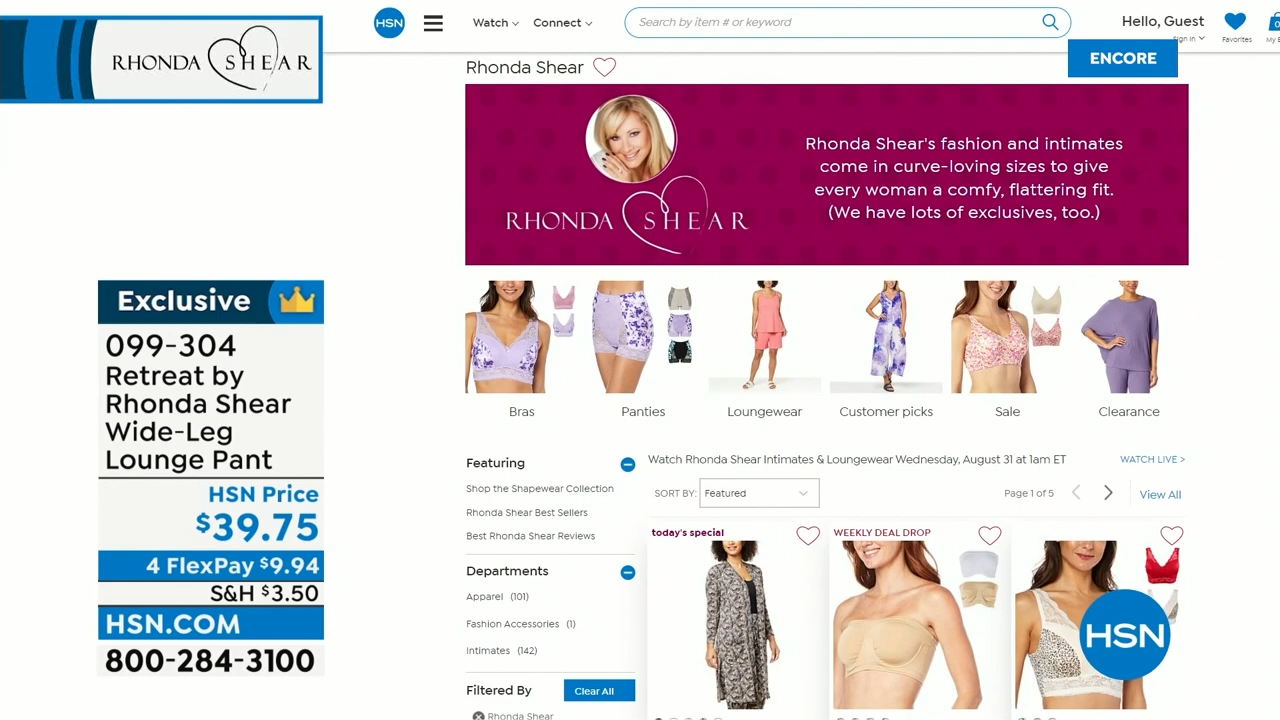 RHONDA SHEAR
HSN
Watch
Connect
Search by item # or keyword
Hello, Guest
Sign In
Favorites
My
ENCORE
Rhonda Shear
RHONDA SHEAR
Rhonda Shear's fashion and intimates
come in curve-loving sizes to give
every woman a comfy, flattering fit.
(We have lots of exclusives, too.)
Bras
Panties
Loungewear
Customer picks
Sale
Clearance
Exclusive
099-304
Retreat by
Rhonda Shear
Wide-Leg
Lounge Pant
HSN Price
$39.75
4 FlexPay $9.94
S&H $3.50
HSN.COM
800-284-3100
Featuring
Shop the Shapewear Collection
Rhonda Shear Best Sellers
Best Rhonda Shear Reviews
Departments
Apparel (101)
Fashion Accessories (1)
Intimates (142)
Filtered By
Clear All
Rhonda Shear
Watch Rhonda Shear Intimates & Loungewear Wednesday, August 31 at 1am ET
WATCH LIVE >
SORT BY: Featured
Page 1 of 5
View All
today's special
WEEKLY DEAL DROP
HSN